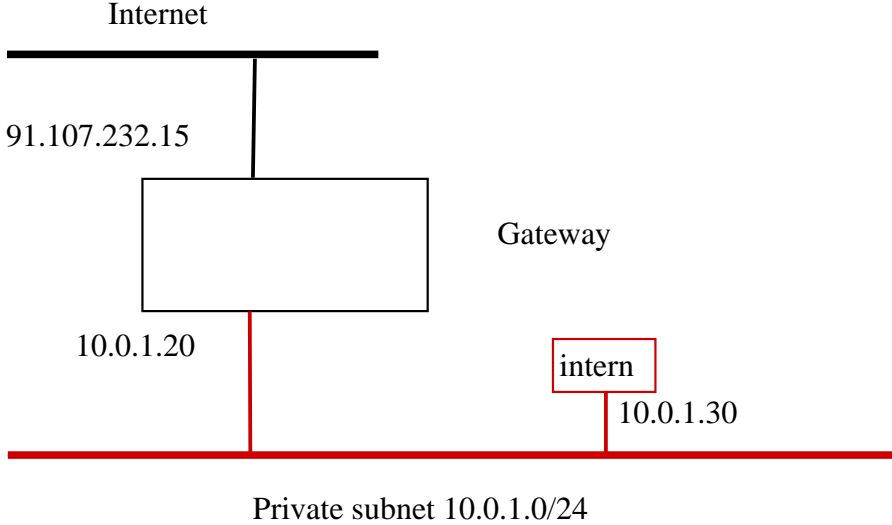 Internet
91.107.232.15
Gateway
10.0.1.20
intern
10.0.1.30
Private subnet 10.0.1.0/24